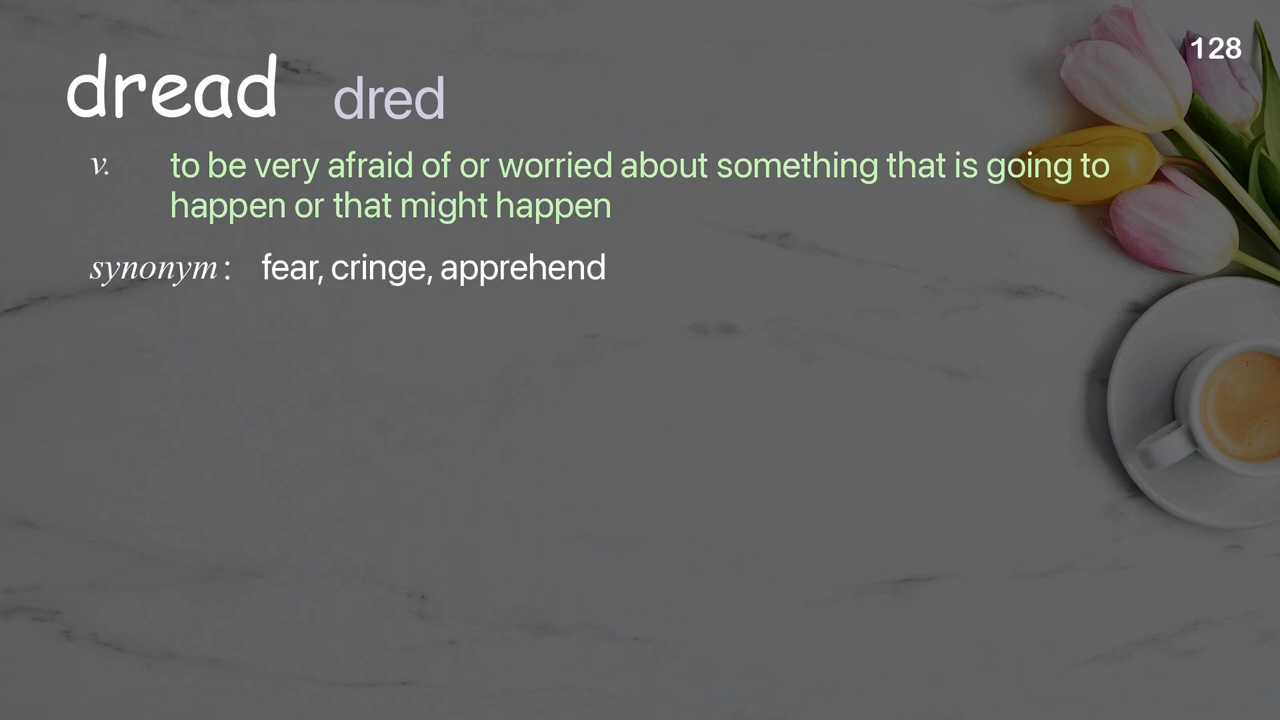 128
dread dred
v. to be very afraid of or worried about something that is going to
happen or that might happen
synonym: fear, cringe, apprehend